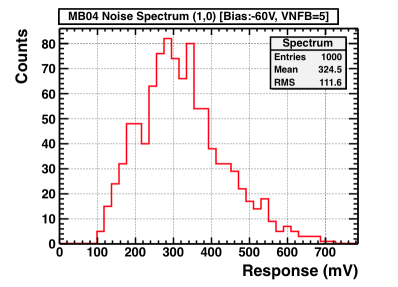 MB04 Noise Spectrum (1,0) [Bias:-60V, VNFB=5]
Spectrum
Entries 1000
Mean 324.5
RMS 111.6
Counts
80
70
60
50
40
30
20
10
0
0 100 200 300 400 500 600 700
Response (mV)